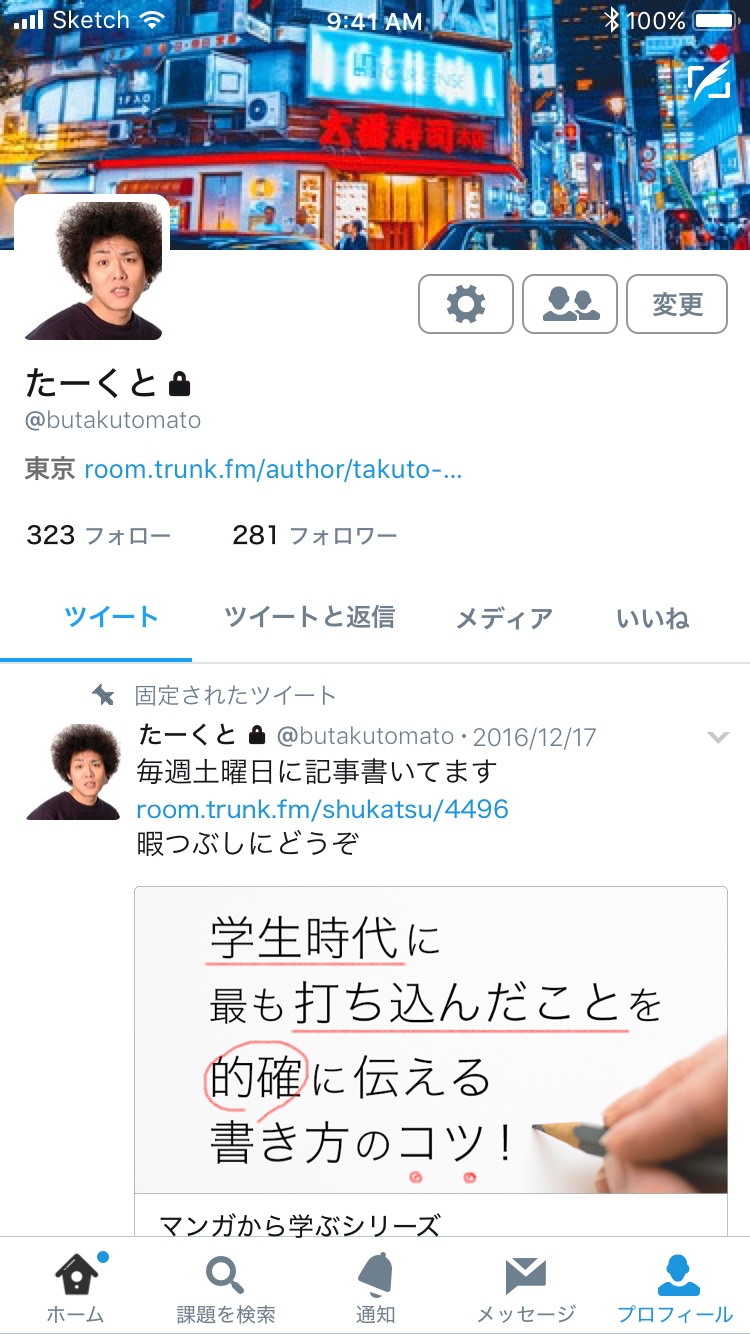 Sketch 9:41 AM 100%
大番寿司 本店
たーくと
@butakutomato
変更
東京 room.trunk.fm/author/takuto-...
323 フォロー 281 フォロワー
ツイート ツイートと返信 メディア いいね
固定されたツイート
たーくと @butakutomato・2016/12/17
毎週土曜日に記事書いてます
room.trunk.fm/shukatsu/4496
暇つぶしにどうぞ
学生時代に
最も打ち込んだことを
的確に伝える
書き方のコツ!
マンガから学ぶシリーズ
ホーム 課題を検索 通知 メッセージ プロフィール